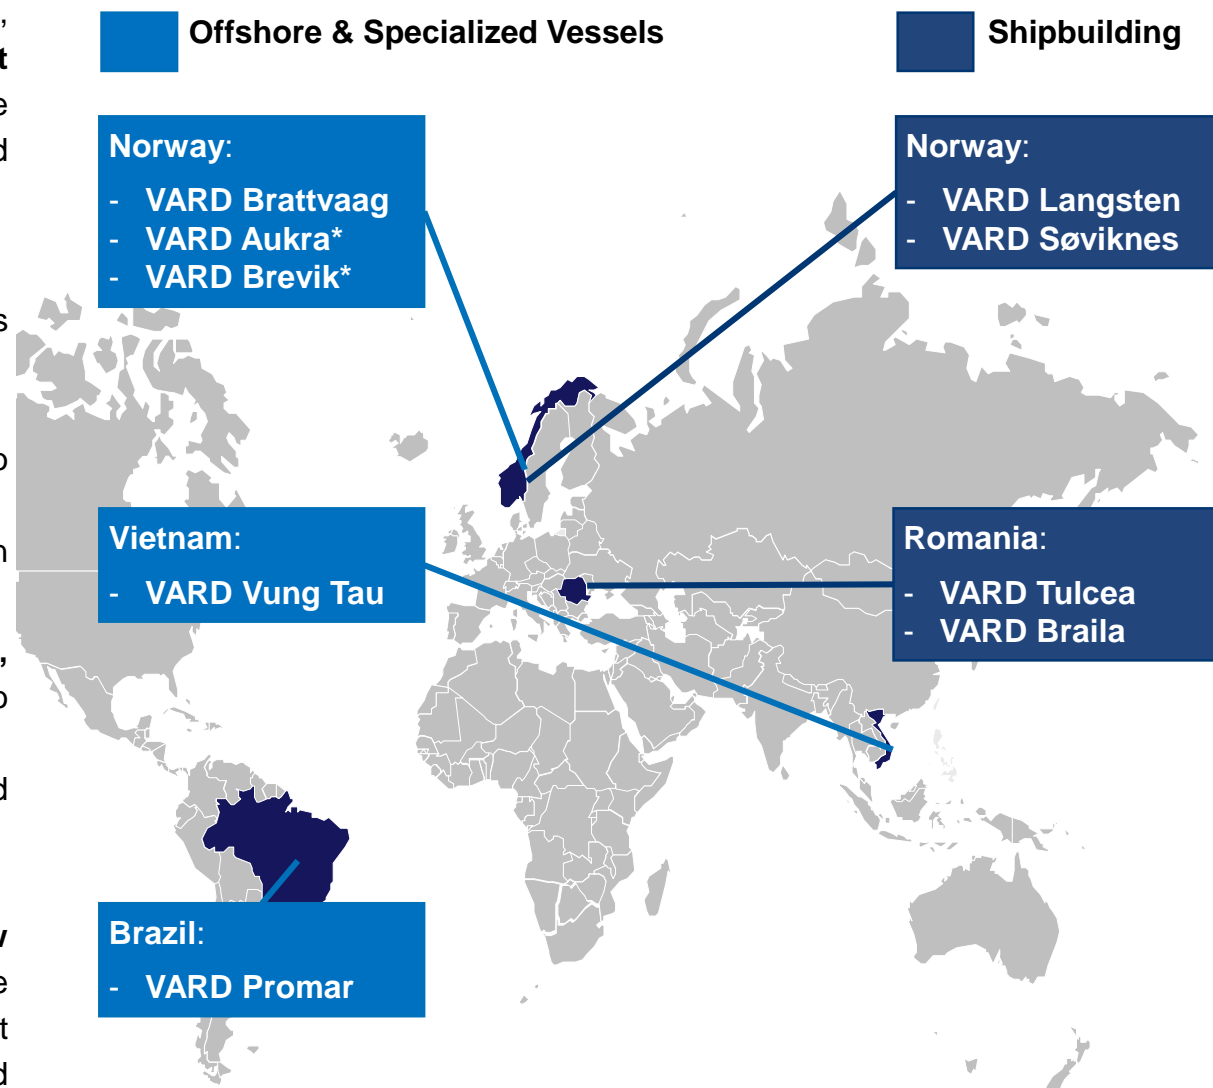 Offshore & Specialized Vessels
Shipbuilding
Norway:
- VARD Brattvaag
- VARD Aukra*
- VARD Brevik*
Norway:
- VARD Langsten
- VARD Søviknes
Vietnam:
- VARD Vung Tau
Romania:
- VARD Tulcea
- VARD Braila
Brazil:
- VARD Promar